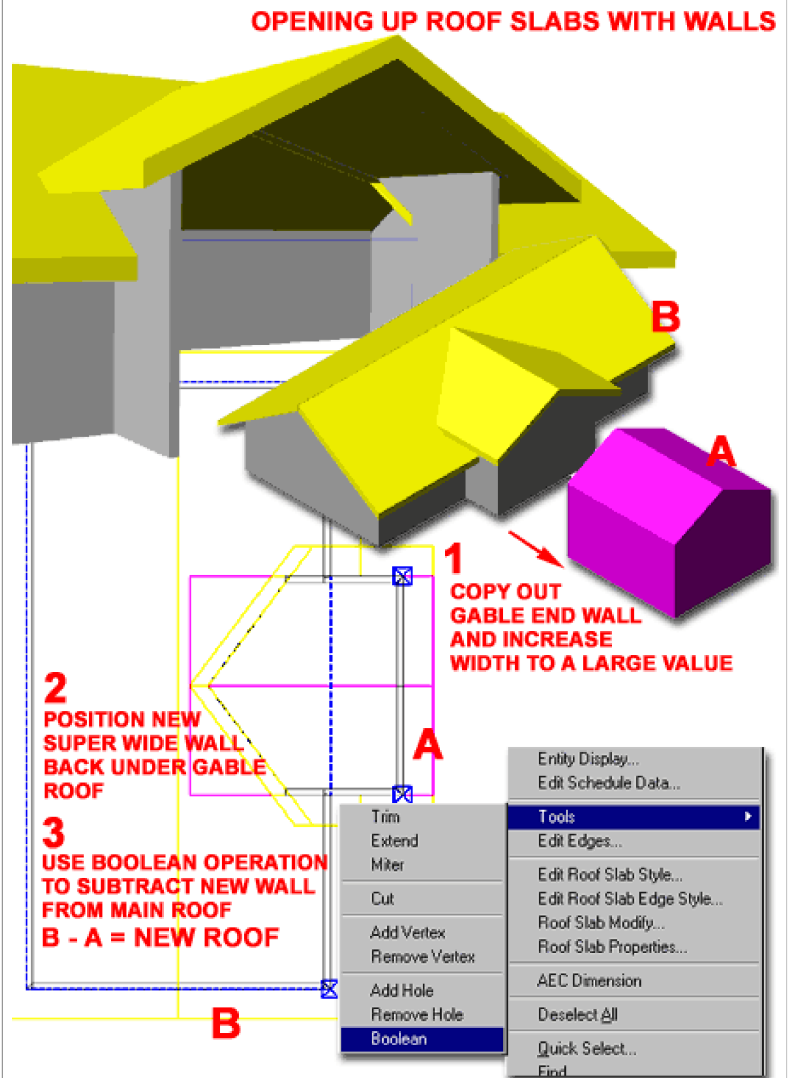 OPENING UP ROOF SLABS WITH WALLS
B
A
1
COPY OUT
GABLE END WALL
AND INCREASE
WIDTH TO A LARGE VALUE
2
POSITION NEW
SUPER WIDE WALL
BACK UNDER GABLE
ROOF
A
3
USE BOOLEAN OPERATION
TO SUBTRACT NEW WALL
FROM MAIN ROOF
B - A = NEW ROOF
B
Trim
Extend
Miter
Cut
Add Vertex
Remove Vertex
Add Hole
Remove Hole
Boolean
Entity Display...
Edit Schedule Data...
Tools
Edit Edges...
Edit Roof Slab Style...
Edit Roof Slab Edge Style...
Roof Slab Modify...
Roof Slab Properties...
AEC Dimension
Deselect All
Quick Select...
Find